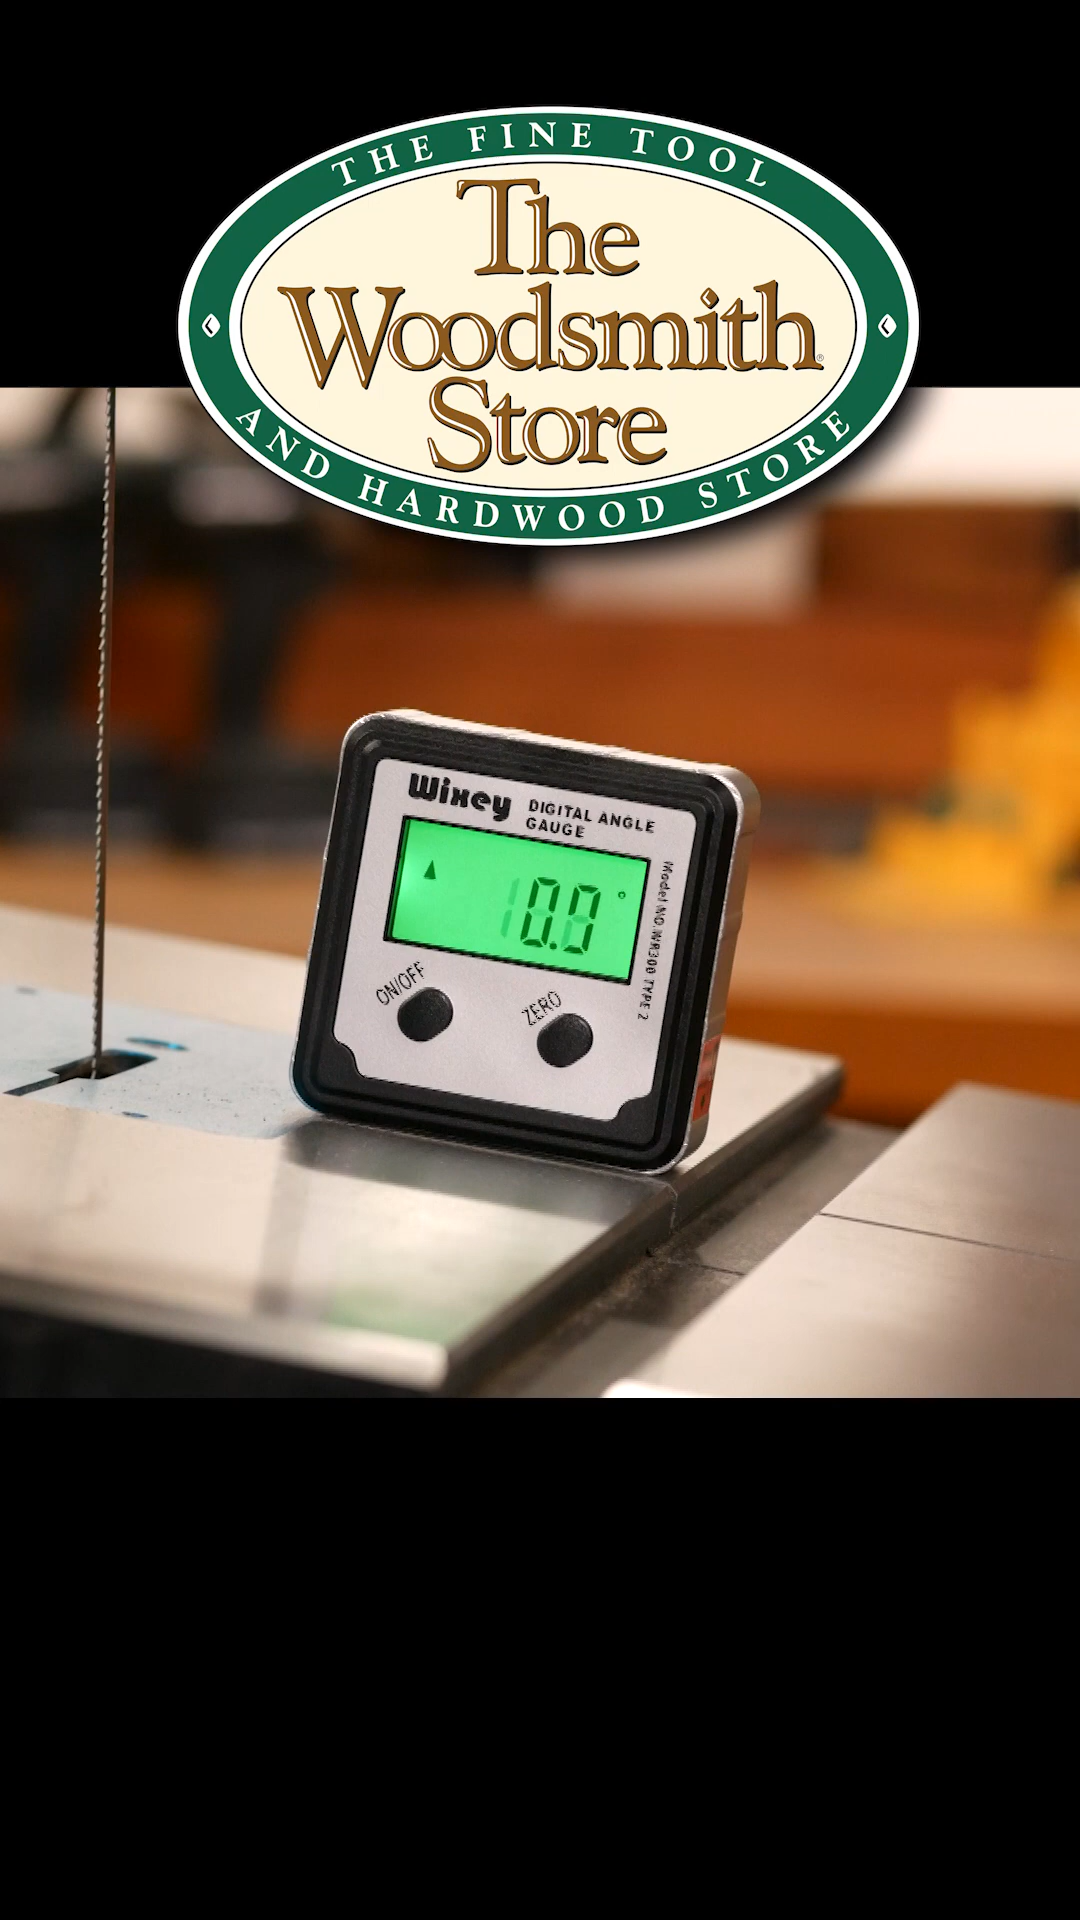 THE FINE TOOL
The
Woodsmith
Store
®
AND HARDWOOD STORE
Wixey DIGITAL ANGLE
GAUGE
0.0°
Model NO.WR300 TYPE 2
ON/OFF
ZERO